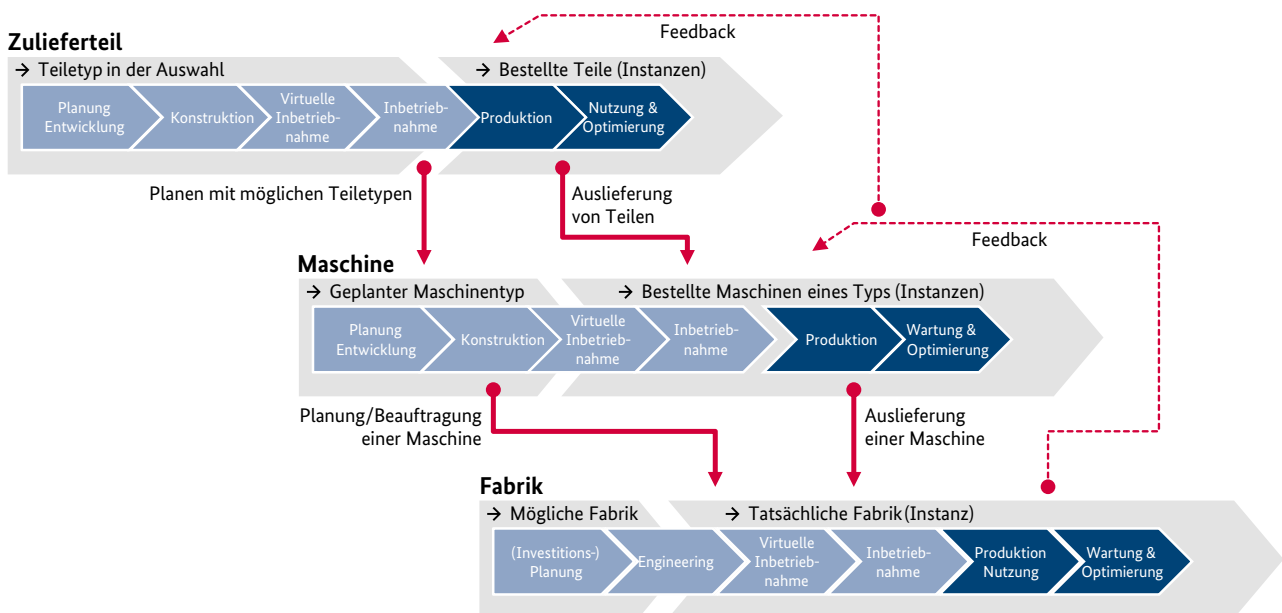 Feedback
Zulieferteil
→ Teiletyp in der Auswahl
→ Bestellte Teile (Instanzen)
Planung
Entwicklung
Konstruktion
Virtuelle
Inbetrieb-
nahme
Inbetrieb-
nahme
Produktion
Nutzung &
Optimierung
Planen mit möglichen Teiletypen
Auslieferung
von Teilen
Feedback
Maschine
→ Geplanter Maschinentyp
→ Bestellte Maschinen eines Typs (Instanzen)
Planung
Entwicklung
Konstruktion
Virtuelle
Inbetrieb-
nahme
Inbetrieb-
nahme
Produktion
Wartung &
Optimierung
Planung/Beauftragung
einer Maschine
Auslieferung
einer Maschine
Fabrik
→ Mögliche Fabrik
→ Tatsächliche Fabrik (Instanz)
(Investitions-)
Planung
Engineering
Virtuelle
Inbetrieb-
nahme
Inbetrieb-
nahme
Produktion
Nutzung
Wartung &
Optimierung